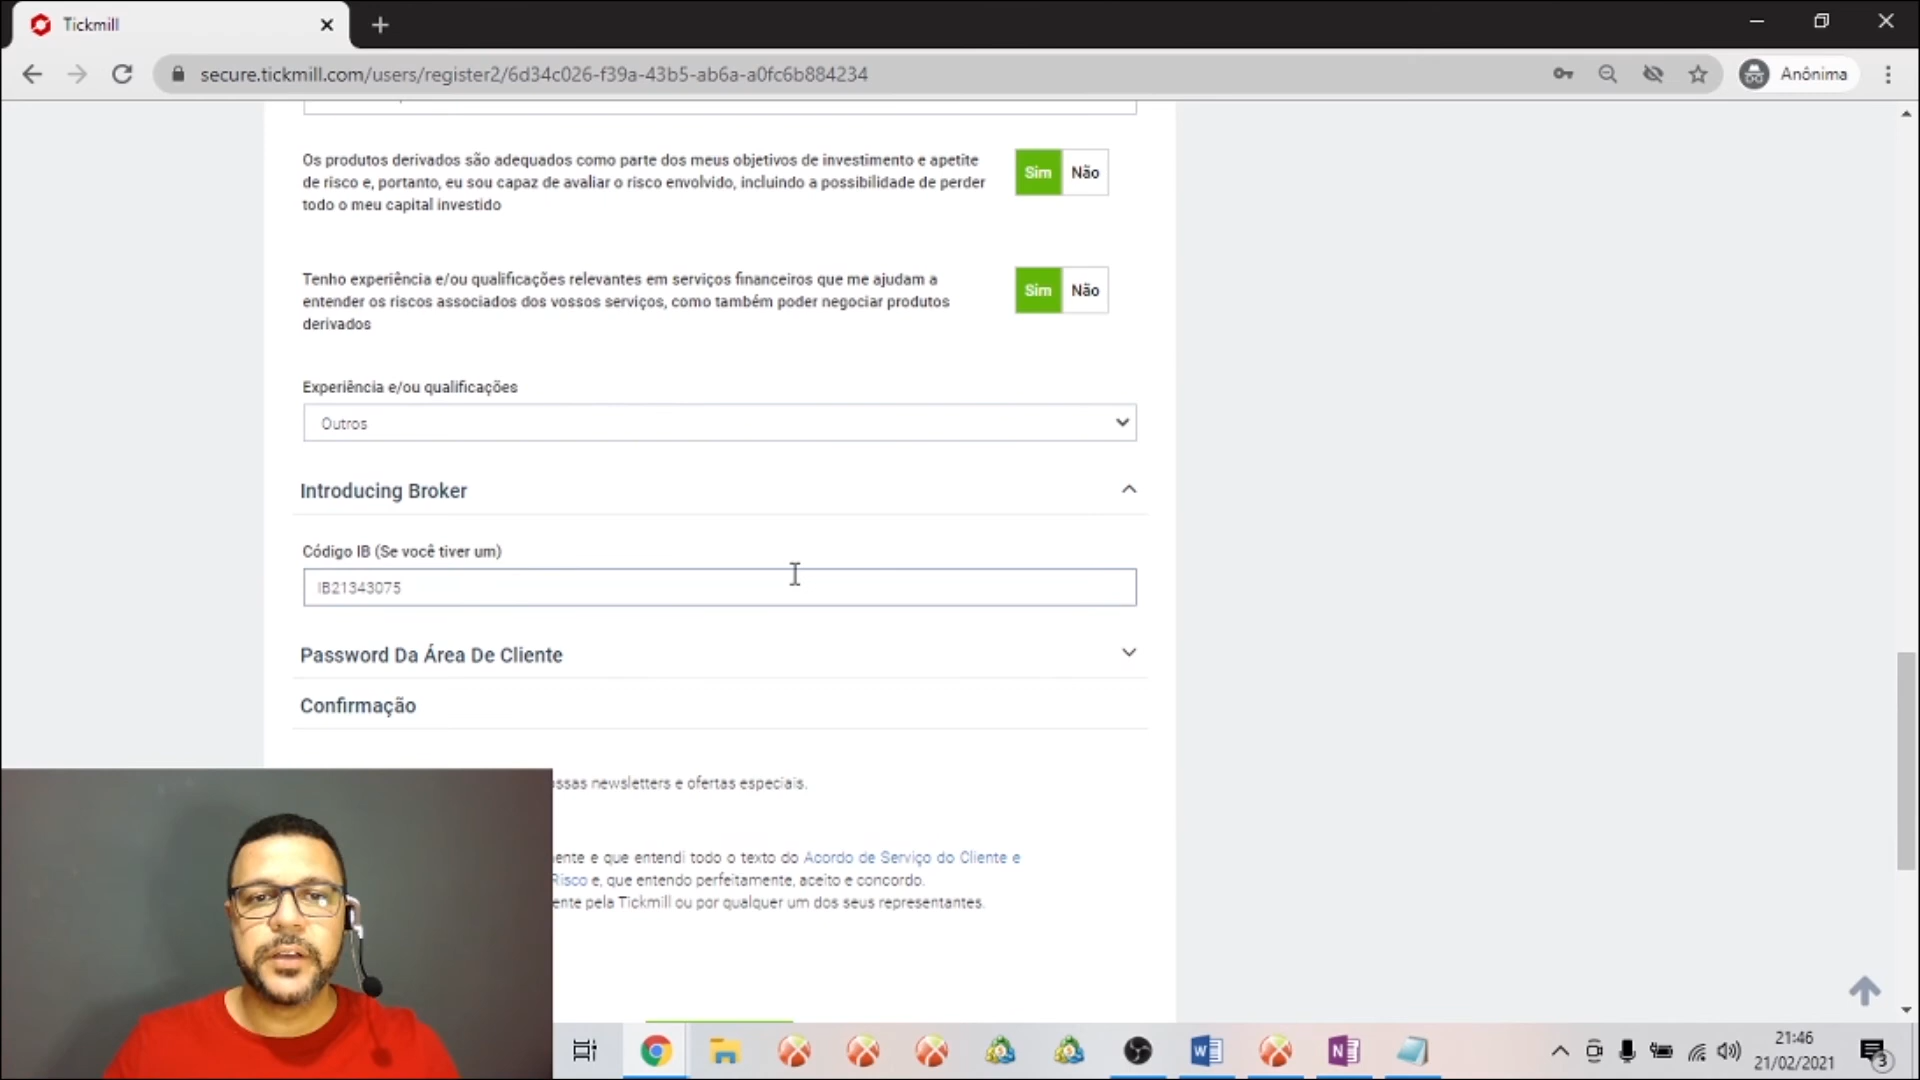 Tickmill
secure.tickmill.com/users/register2/6d34c026-f39a-43b5-ab6a-a0fc6b884234
Anônima
Os produtos derivados são adequados como parte dos meus objetivos de investimento e apetite
de risco e, portanto, eu sou capaz de avaliar o risco envolvido, incluindo a possibilidade de perder
todo o meu capital investido
Sim Não
Tenho experiência e/ou qualificações relevantes em serviços financeiros que me ajudam a
entender os riscos associados dos vossos serviços, como também poder negociar produtos
derivados
Sim Não
Experiência e/ou qualificações
Outros
Introducing Broker
Código IB (Se você tiver um)
IB21343075
Password Da Área De Cliente
Confirmação
ossas newsletters e ofertas especiais.
ente e que entendi todo o texto do Acordo de Serviço do Cliente e
Risco e, que entendo perfeitamente, aceito e concordo.
ente pela Tickmill ou por qualquer um dos seus representantes.
21:46
21/02/2021
3